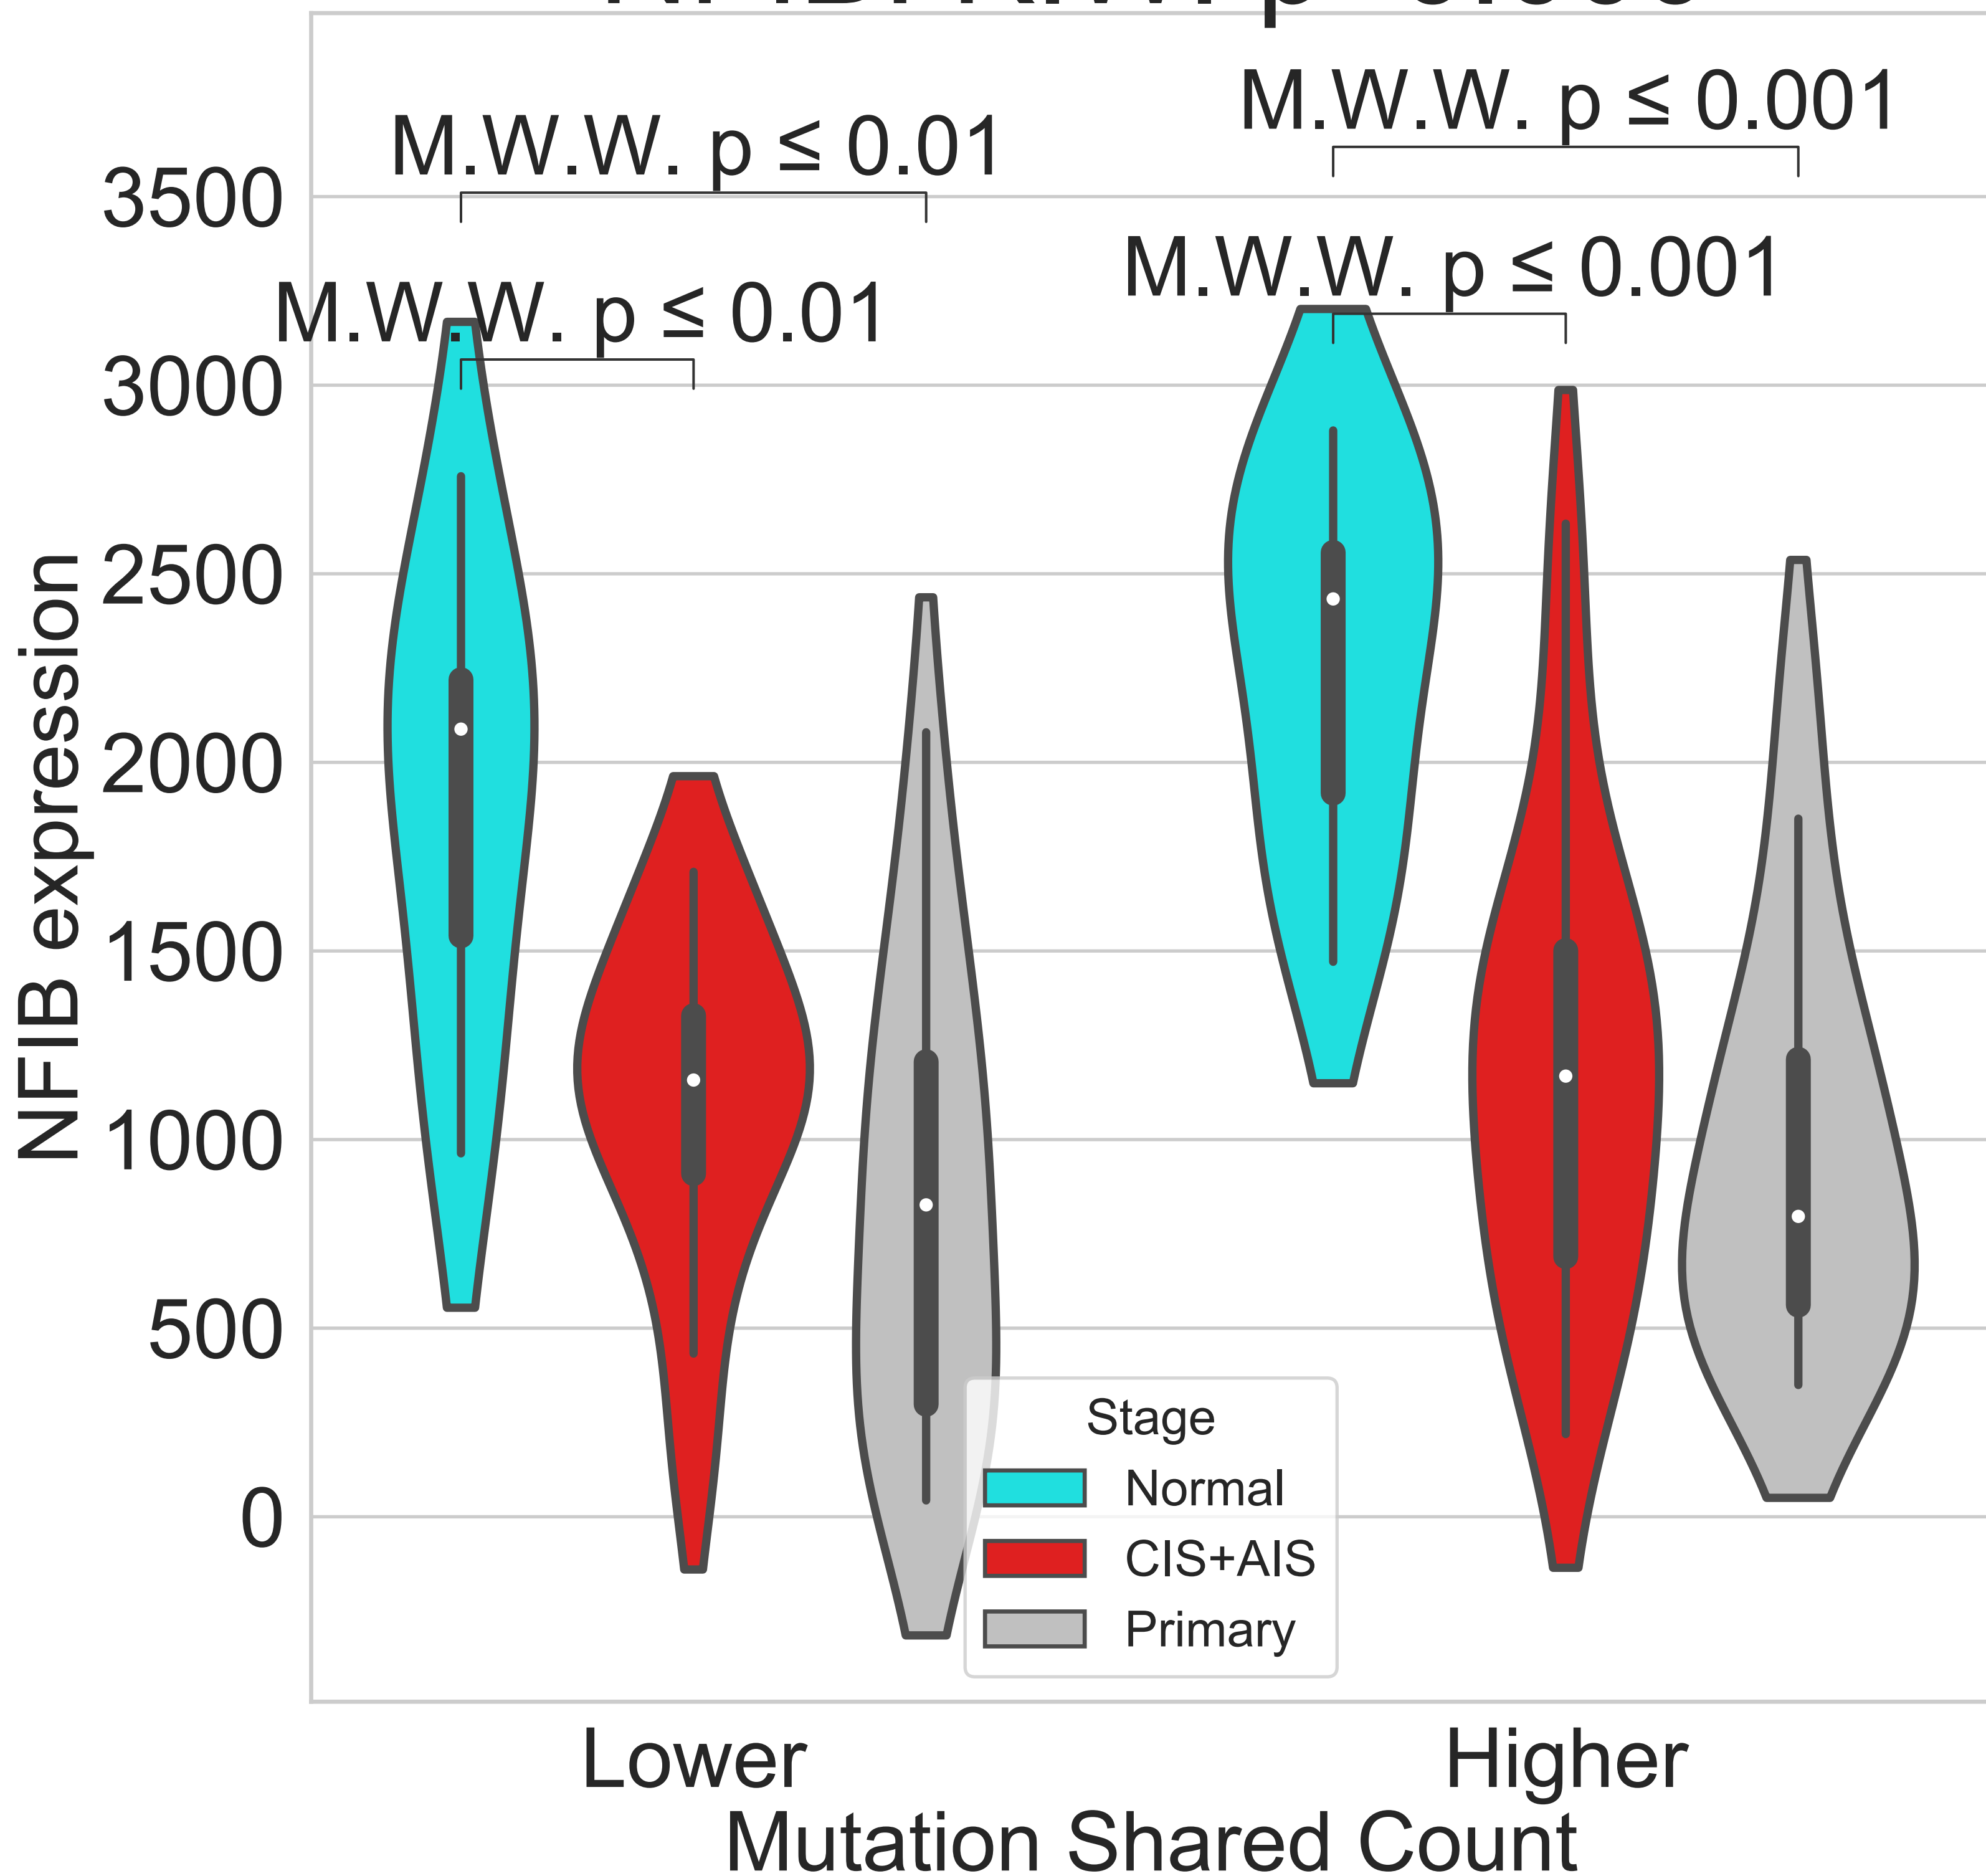 M.W.W. p ≤ 0.001
M.W.W. p ≤ 0.01
3500
M.W.W. p ≤ 0.001
M.W.W. p ≤ 0.01
3000
2500
2000
1500
1000
500
0
NFIB expression
Stage
Normal
CIS+AIS
Primary
Lower
Higher
Mutation Shared Count